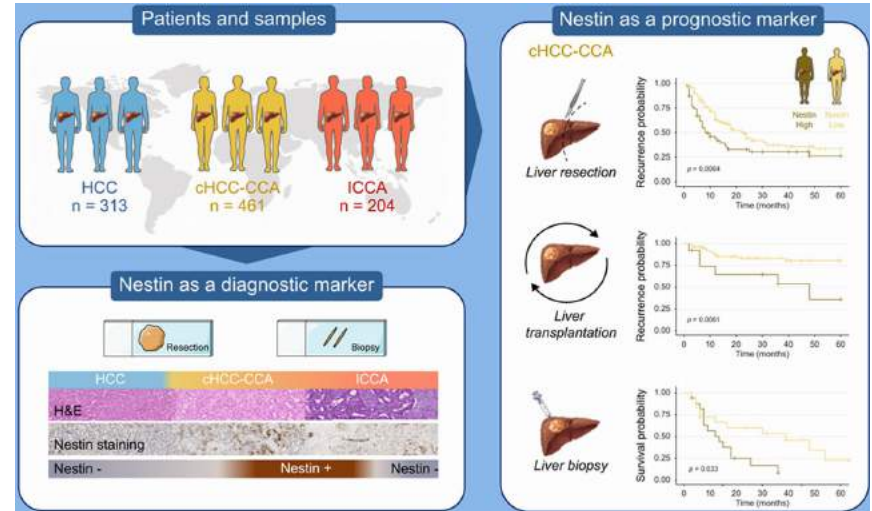 Patients and samples
HCC
n = 313
cHCC-CCA
n = 461
ICCA
n = 204
Nestin as a diagnostic marker
Resection
Biopsy
HCC
cHCC-CCA
ICCA
H&E
Nestin staining
Nestin -
Nestin +
Nestin -
Nestin as a prognostic marker
cHCC-CCA
Liver resection
Recurrence probability
1.00
0.75
0.50
0.25
0.00
p = 0.0064
Nestin
High
Nestin
Low
0 10 20 30 40 50 60
Time (months)
Liver
transplantation
Recurrence probability
1.00
0.75
0.50
0.25
0.00
p = 0.0061
0 10 20 30 40 50 60
Time (months)
Liver biopsy
Survival probability
1.00
0.75
0.50
0.25
0.00
p = 0.033
0 10 20 30 40 50 60
Time (months)